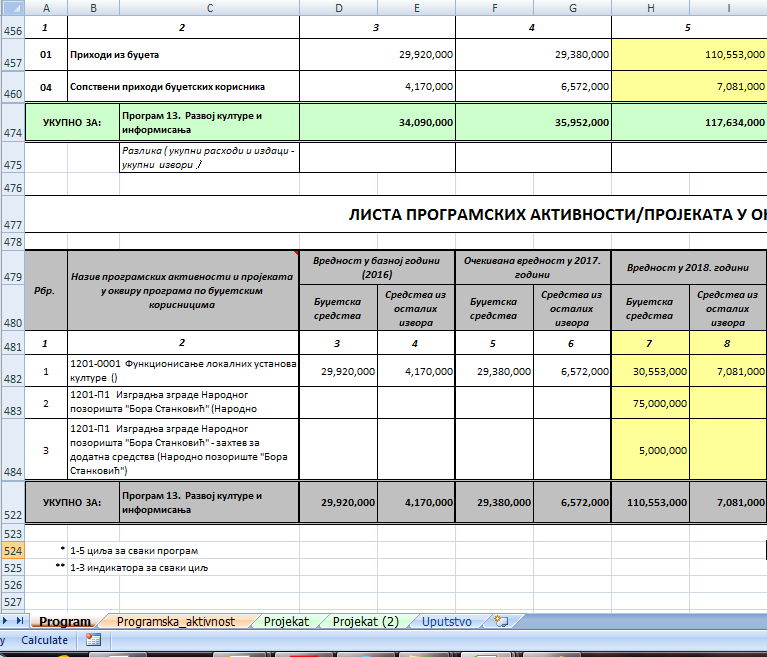 A B C D E F G H I
456 1 2 3 4 5
457 01 Приходи из буџета 29,920,000 29,380,000 110,553,000
460 04 Сопствени приходи буџетских корисника 4,170,000 6,572,000 7,081,000
474 УКУПНО ЗА: Програм 13. Развој културе и информисања 34,090,000 35,952,000 117,634,000
475 Разлика ( укупни расходи и издаци - укупни извори /
476
477 ЛИСТА ПРОГРАМСКИХ АКТИВНОСТИ/ПРОЈЕКАТА У
478
479 Рбр. Назив програмских активности и пројеката у оквиру програма по буџетским корисницима Вредност у базној години (2016) Очекивана вредност у 2017. години Вредност у 2018. години
480 Буџетска средства Средства из осталих извора Буџетска средства Средства из осталих извора Буџетска средства Средства из осталих извора
481 1 2 3 4 5 6 7 8
482 1 1201-0001 Функционисање локалних установа културе () 29,920,000 4,170,000 29,380,000 6,572,000 30,553,000 7,081,000
483 2 1201-П1 Изградња зграде Народног позоришта "Бора Станковић" (Народно 75,000,000
484 3 1201-П1 Изградња зграде Народног позоришта "Бора Станковић" - захтев за додатна средства (Народно позориште "Бора Станковић") 5,000,000
522 УКУПНО ЗА: Програм 13. Развој културе и информисања 29,920,000 4,170,000 29,380,000 6,572,000 110,553,000 7,081,000
523
524 * 1-5 циља за сваки програм
525 ** 1-3 индикатора за сваки циљ
526
527
Program Programska_aktivnost Projekat Projekat (2) Uputstvo
y Calculate